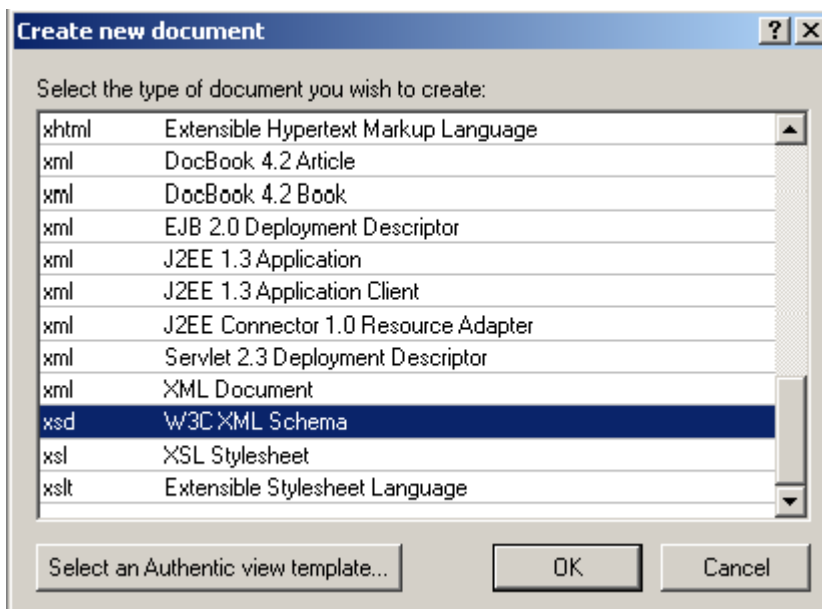 Create new document
Select the type of document you wish to create:
xhtml Extensible Hypertext Markup Language
xml DocBook 4.2 Article
xml DocBook 4.2 Book
xml EJB 2.0 Deployment Descriptor
xml J2EE 1.3 Application
xml J2EE 1.3 Application Client
xml J2EE Connector 1.0 Resource Adapter
xml Servlet 2.3 Deployment Descriptor
xml XML Document
xsd W3C XML Schema
xsl XSL Stylesheet
xslt Extensible Stylesheet Language
Select an Authentic view template... OK Cancel